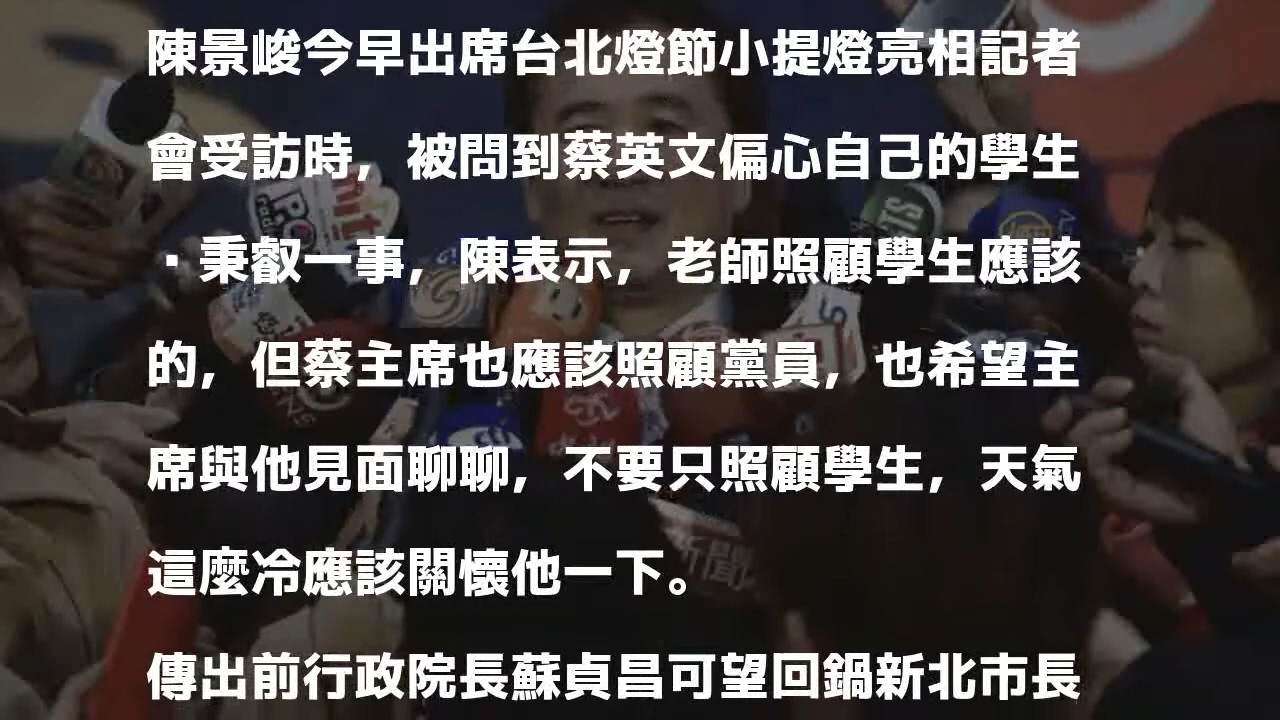 陳景峻今早出席台北燈節小提燈亮相記者
會受訪時，被問到蔡英文偏心自己的學生
·秉叡一事，陳表示，老師照顧學生應該
的，但蔡主席也應該照顧黨員，也希望主
席與他見面聊聊，不要只照顧學生，天氣
這麼冷應該關懷他一下。
傳出前行政院長蘇貞昌可望回鍋新北市長
hit
radio
新聞